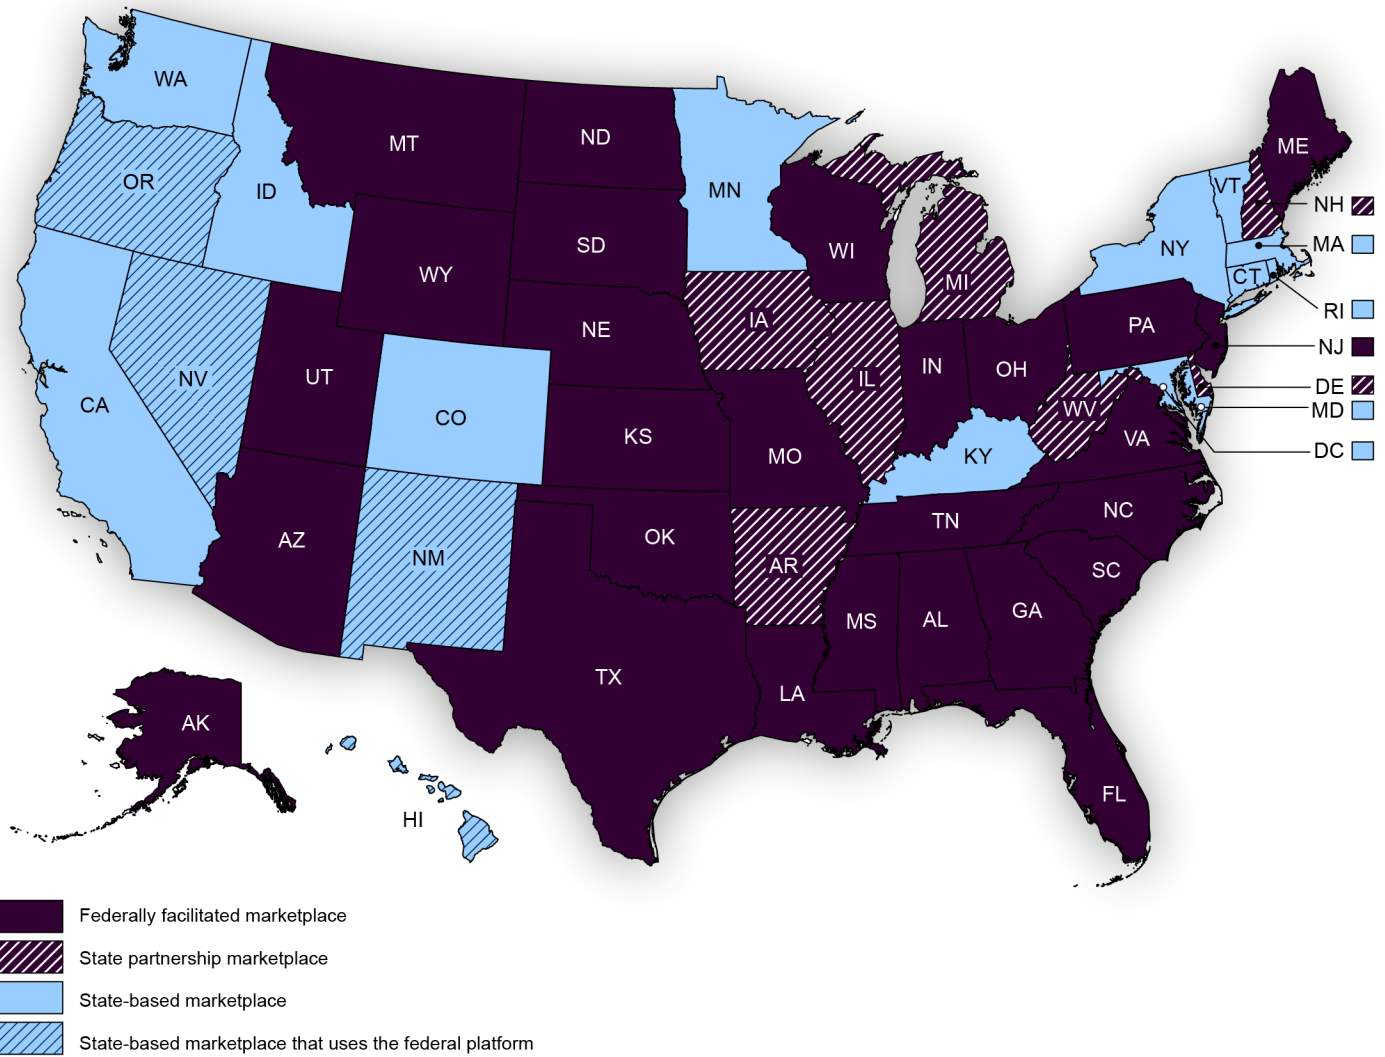 WA
MT
ND
ME
OR
ID
MN
VT
NH
SD
WI
NY
MA
WY
CT
MI
RI
IA
NE
PA
NJ
UT
NV
IL
IN
OH
DE
CA
CO
WV
MD
KS
VA
DC
MO
KY
AZ
NM
OK
TN
NC
AR
SC
MS
AL
GA
TX
LA
AK
FL
HI
Federally facilitated marketplace
State partnership marketplace
State-based marketplace
State-based marketplace that uses the federal platform